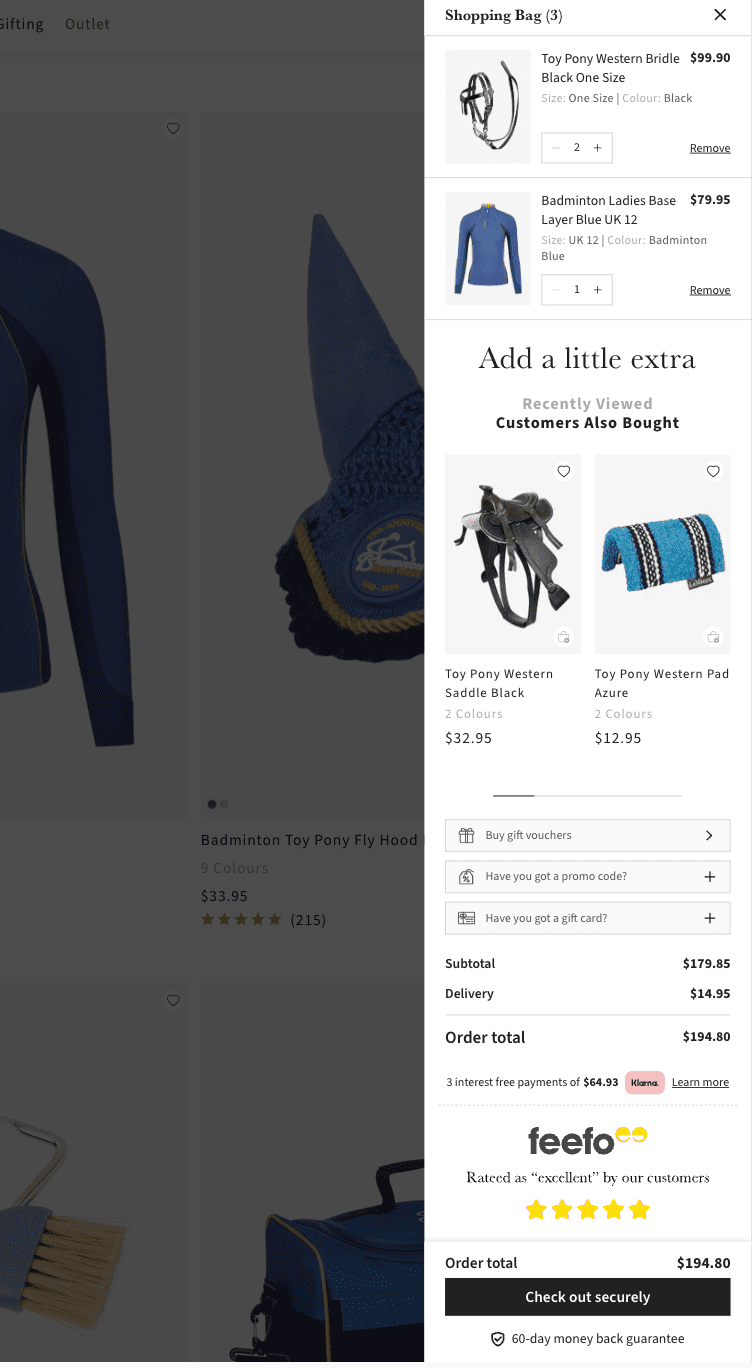 Gifting
Outlet
Shopping Bag (3)
Toy Pony Western Bridle
Black One Size
$99.90
Size: One Size | Colour: Black
2
Remove
Badminton Ladies Base
Layer Blue UK 12
$79.95
Size: UK 12 | Colour: Badminton
Blue
1
Remove
Add a little extra
Recently Viewed
Customers Also Bought
LeMieux
Toy Pony Western
Saddle Black
2 Colours
$32.95
Toy Pony Western Pad
Azure
2 Colours
$12.95
Badminton Toy Pony Fly Hood
9 Colours
$33.95
(215)
Buy gift vouchers
Have you got a promo code?
Have you got a gift card?
Subtotal
$179.85
Delivery
$14.95
Order total
$194.80
3 interest free payments of $64.93
Klarna.
Learn more
feefo
Rateed as “excellent” by our customers
Order total
$194.80
Check out securely
60-day money back guarantee